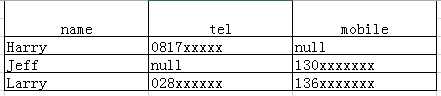 name tel mobile
Harry 0817xxxxx null
Jeff null 130xxxxxxx
Larry 028xxxxxx 136xxxxxxx